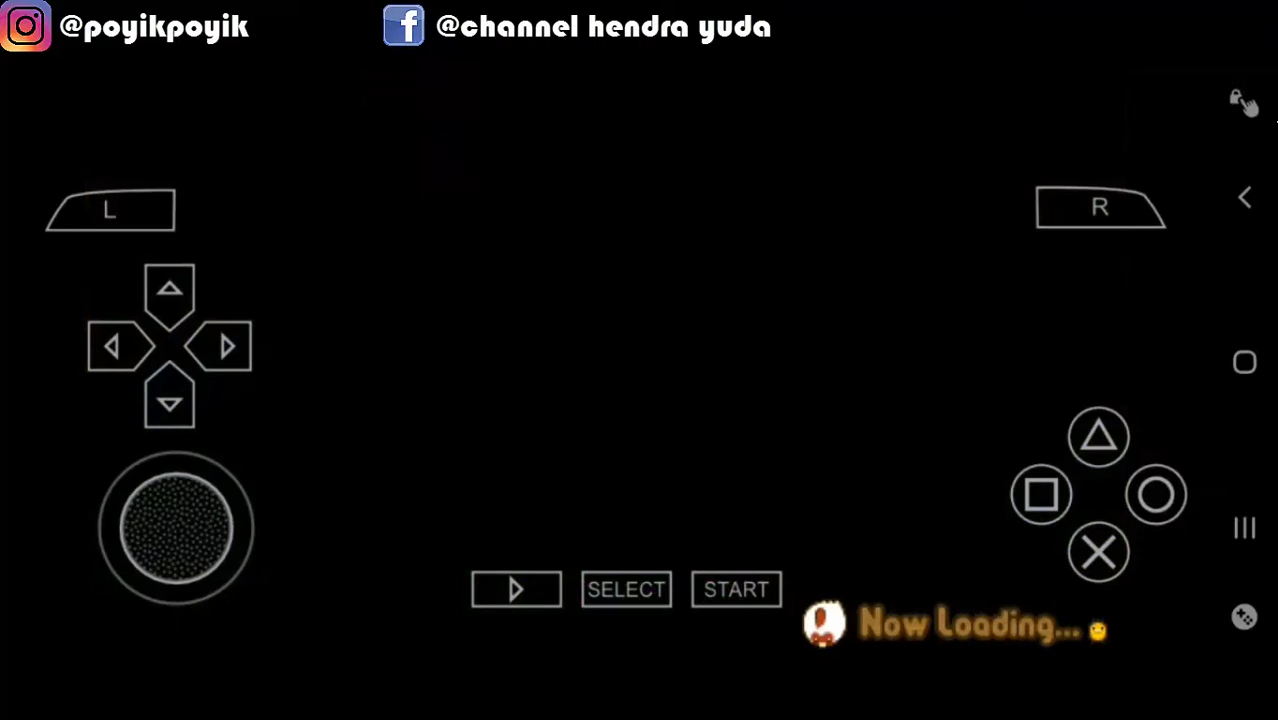 @poyikpoyik
@channel hendra yuda
L
R
SELECT
START
Now Loading...